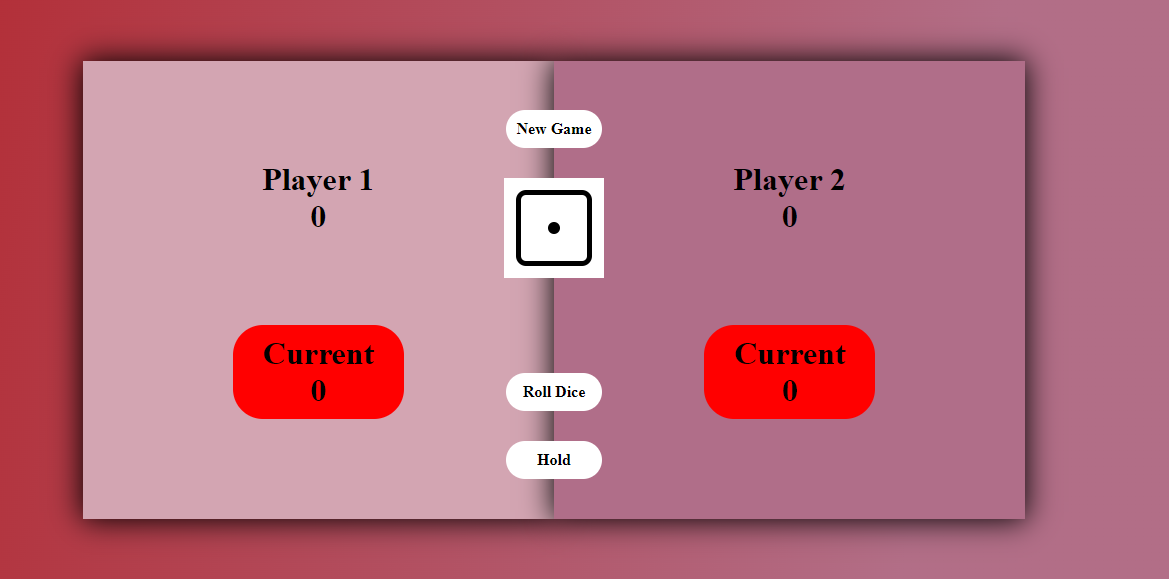 New Game
Player 1
0
Player 2
0
Current
0
Current
0
Roll Dice
Hold